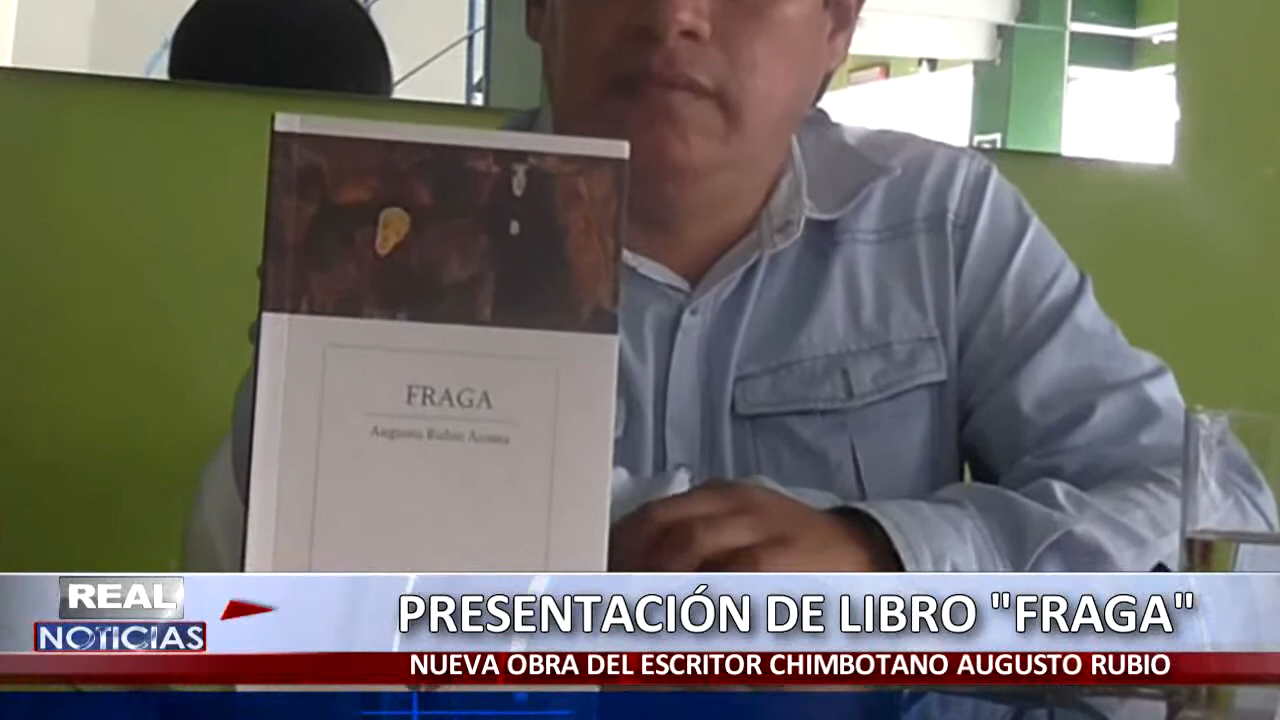 FRAGA
Augusto Rubio Acosta
REAL
NOTICIAS
PRESENTACIÓN DE LIBRO "FRAGA"
NUEVA OBRA DEL ESCRITOR CHIMBOTANO AUGUSTO RUBIO